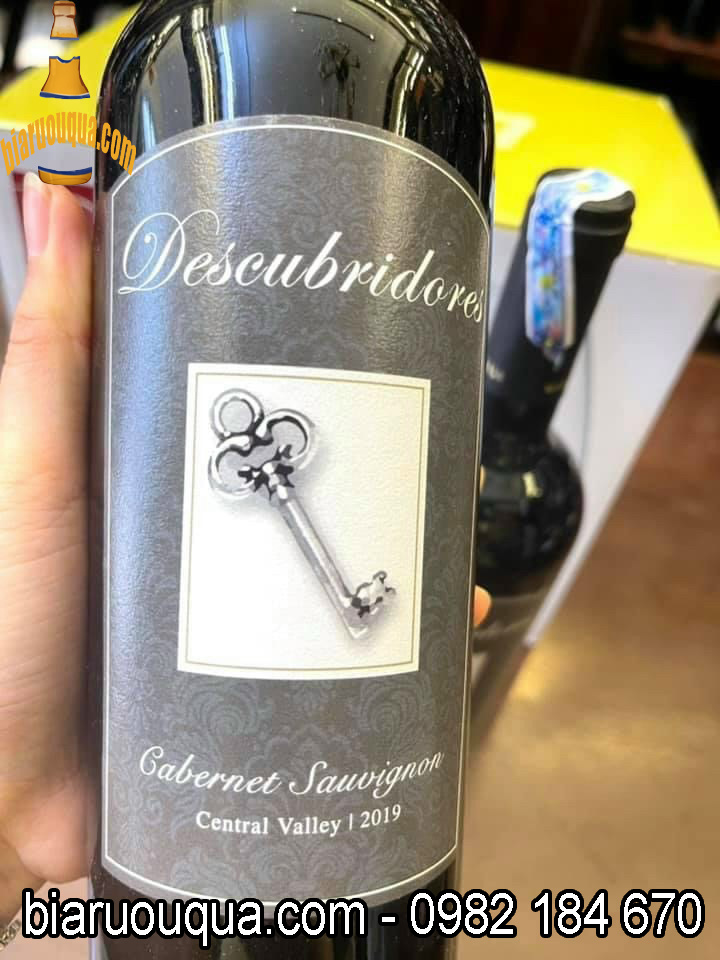 biaruouqua.com
Descubridores
Cabernet Sauvignon
Central Valley | 2019
biaruouqua.com - 0982 184 670